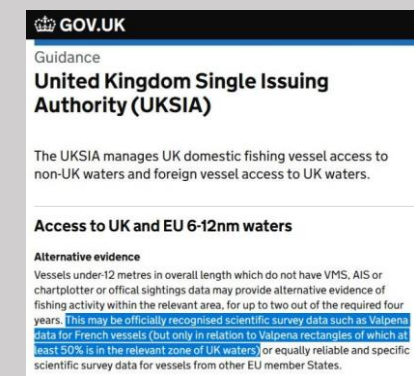 GOV.UK
Guidance
United Kingdom Single Issuing
Authority (UKSIA)
The UKSIA manages UK domestic fishing vessel access to
non-UK waters and foreign vessel access to UK waters.
Access to UK and EU 6-12nm waters
Alternative evidence
Vessels under-12 metres in overall length which do not have VMS, AIS or
chartplotter or offical sightings data may provide alternative evidence of
fishing activity within the relevant area, for up to two out of the required four
years. This may be officially recognised scientific survey data such as Valpena
data for French vessels (but only in relation to Valpena rectangles of which at
least 50% is in the relevant zone of UK waters) or equally reliable and specific
scientific survey data for vessels from other EU member States.